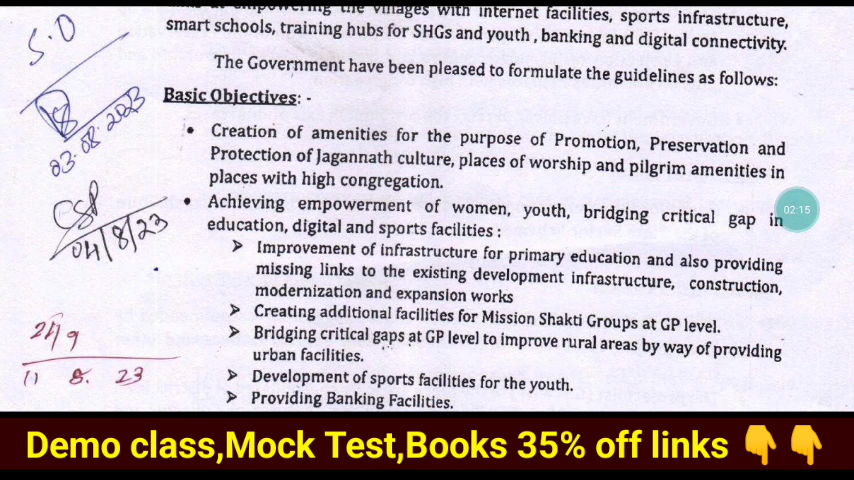 empowering the villages with internet facilities, sports infrastructure,
smart schools, training hubs for SHGs and youth , banking and digital connectivity.
The Government have been pleased to formulate the guidelines as follows:
Basic Objectives: -
• Creation of amenities for the purpose of Promotion, Preservation and
Protection of Jagannath culture, places of worship and pilgrim amenities in
places with high congregation.
• Achieving empowerment of women, youth, bridging critical gap in
education, digital and sports facilities :
➢ Improvement of infrastructure for primary education and also providing
missing links to the existing development infrastructure, construction,
modernization and expansion works
➢ Creating additional facilities for Mission Shakti Groups at GP level.
➢ Bridging critical gaps at GP level to improve rural areas by way of providing
urban facilities.
➢ Development of sports facilities for the youth.
➢ Providing Banking Facilities.
S.O
03.08.2023
04/8/23
11 8. 23
02:15
Demo class,Mock Test,Books 35% off links 👇👇